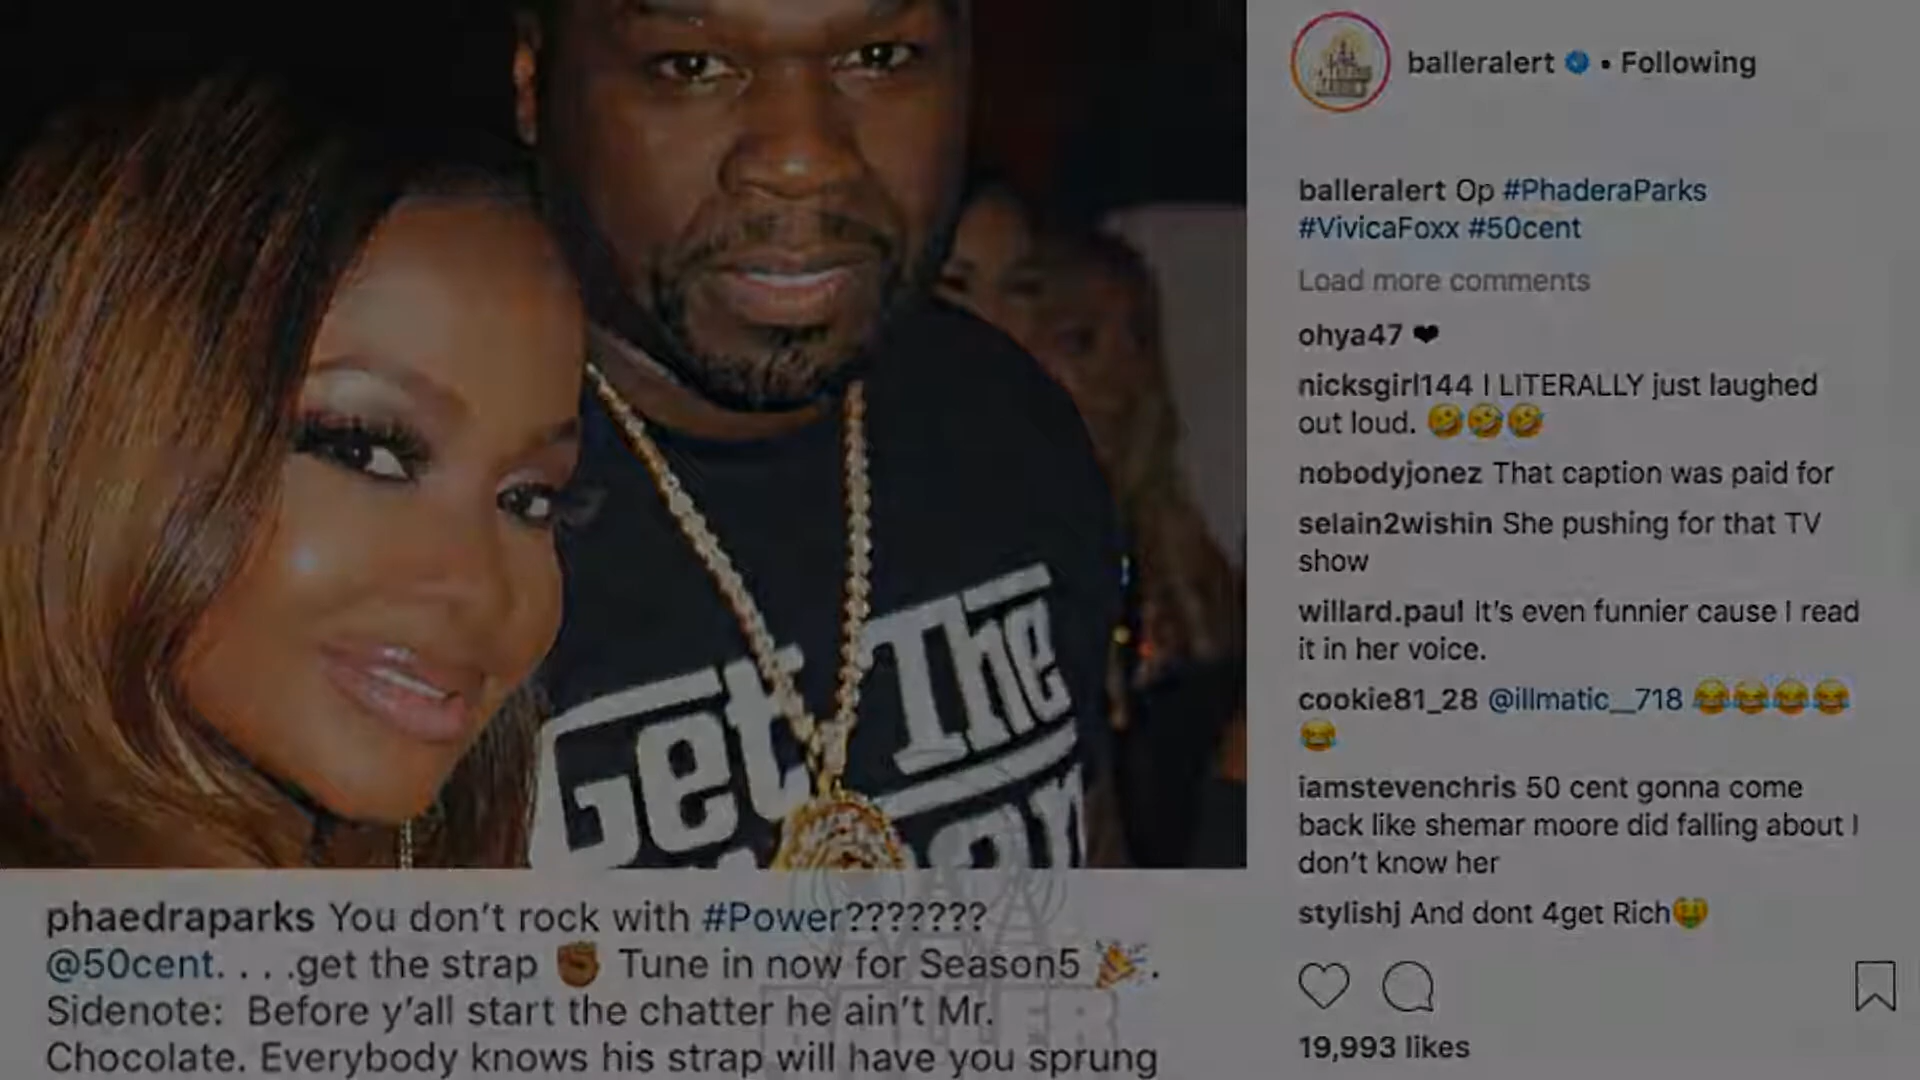 Get The
phaedraparks You don't rock with #Power???????
@50cent. . . .get the strap ✊🏾 Tune in now for Season5 🎉.
Sidenote: Before y'all start the chatter he ain't Mr.
Chocolate. Everybody knows his strap will have you sprung
balleralert • Following
balleralert Op #PhaderaParks
#VivicaFoxx #50cent
Load more comments
ohya47 ❤
nicksgirl144 I LITERALLY just laughed
out loud. 🤣🤣🤣
nobodyjonez That caption was paid for
selain2wishin She pushing for that TV
show
willard.paul It's even funnier cause I read
it in her voice.
cookie81_28 @illmatic__718 😂😂😂😂
😂
iamstevenchris 50 cent gonna come
back like shemar moore did falling about I
don't know her
stylishj And dont 4get Rich🤑
19,993 likes